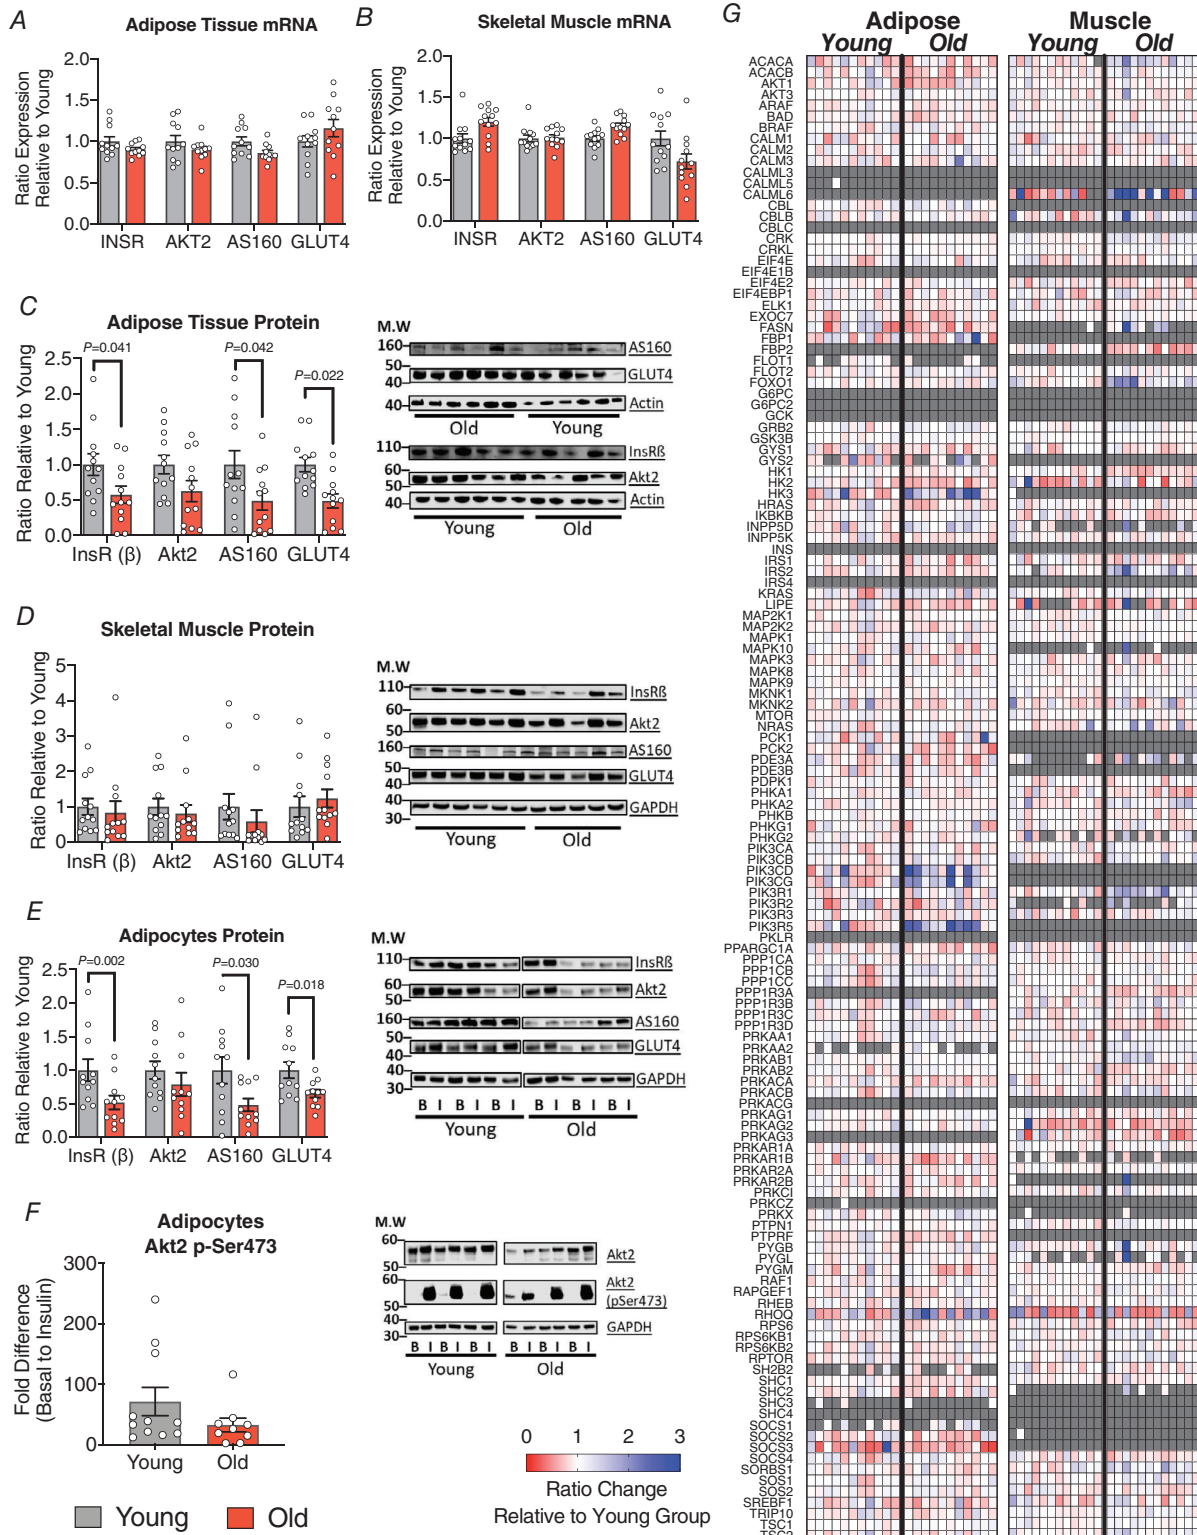 A
Adipose Tissue mRNA
Ratio Expression
Relative to Young
2.0
1.5
1.0
0.5
0.0
INSR AKT2 AS160 GLUT4
B
Skeletal Muscle mRNA
Ratio Expression
Relative to Young
2.0
1.5
1.0
0.5
0.0
INSR AKT2 AS160 GLUT4
C
Adipose Tissue Protein
Ratio Relative to Young
2.5
2.0
1.5
1.0
0.5
0.0
P=0.041
P=0.042
P=0.022
InsR (β) Akt2 AS160 GLUT4
M.W
160 AS160
50
40 GLUT4
40 Actin
Old Young
110 InsRß
60
50 Akt2
40 Actin
Young Old
D
Skeletal Muscle Protein
Ratio Relative to Young
5
4
3
2
1
0
InsR (β) Akt2 AS160 GLUT4
M.W
110 InsRß
60
50 Akt2
160 AS160
50
40 GLUT4
40
30 GAPDH
Young Old
E
Adipocytes Protein
Ratio Relative to Young
2.5
2.0
1.5
1.0
0.5
0.0
P=0.002
P=0.030
P=0.018
InsR (β) Akt2 AS160 GLUT4
M.W
110 InsRß
60
50 Akt2
160 AS160
50
40 GLUT4
40
30 GAPDH
B I B I B I B I B I B I
Young Old
F
Adipocytes
Akt2 p-Ser473
Fold Difference
(Basal to Insulin)
300
200
100
0
Young Old
M.W
60
50 Akt2
60
50 Akt2
(pSer473)
40
30 GAPDH
B I B I B I B I B I B I
Young Old
0 1 2 3
Ratio Change
Relative to Young Group
Young Old
G
Adipose Muscle
Young Old Young Old
ACACA
ACACB
AKT1
AKT3
ARAF
BAD
BRAF
CALM1
CALM2
CALM3
CALML3
CALML5
CALML6
CBL
CBLB
CBLC
CRK
CRKL
EIF4E
EIF4E1B
EIF4E2
EIF4EBP1
ELK1
EXOC7
FASN
FBP1
FBP2
FLOT1
FLOT2
FOXO1
G6PC
G6PC2
GCK
GRB2
GSK3B
GYS1
GYS2
HK1
HK2
HK3
HRAS
IKBKB
INPP5D
INPP5K
INS
IRS1
IRS2
IRS4
KRAS
LIPE
MAP2K1
MAP2K2
MAPK1
MAPK10
MAPK3
MAPK8
MAPK9
MKNK1
MKNK2
MTOR
NRAS
PCK1
PCK2
PDE3A
PDE3B
PDPK1
PHKA1
PHKA2
PHKB
PHKG1
PHKG2
PIK3CA
PIK3CB
PIK3CD
PIK3CG
PIK3R1
PIK3R2
PIK3R3
PIK3R5
PKLR
PPARGC1A
PPP1CA
PPP1CB
PPP1CC
PPP1R3A
PPP1R3B
PPP1R3C
PPP1R3D
PRKAA1
PRKAA2
PRKAB1
PRKAB2
PRKACA
PRKACB
PRKACG
PRKAG1
PRKAG2
PRKAG3
PRKAR1A
PRKAR1B
PRKAR2A
PRKAR2B
PRKCI
PRKCZ
PRKX
PTPN1
PTPRF
PYGB
PYGL
PYGM
RAF1
RAPGEF1
RHEB
RHOQ
RPS6
RPS6KB1
RPS6KB2
RPTOR
SH2B2
SHC1
SHC2
SHC3
SHC4
SOCS1
SOCS2
SOCS3
SOCS4
SORBS1
SOS1
SOS2
SREBF1
TRIP10
TSC1